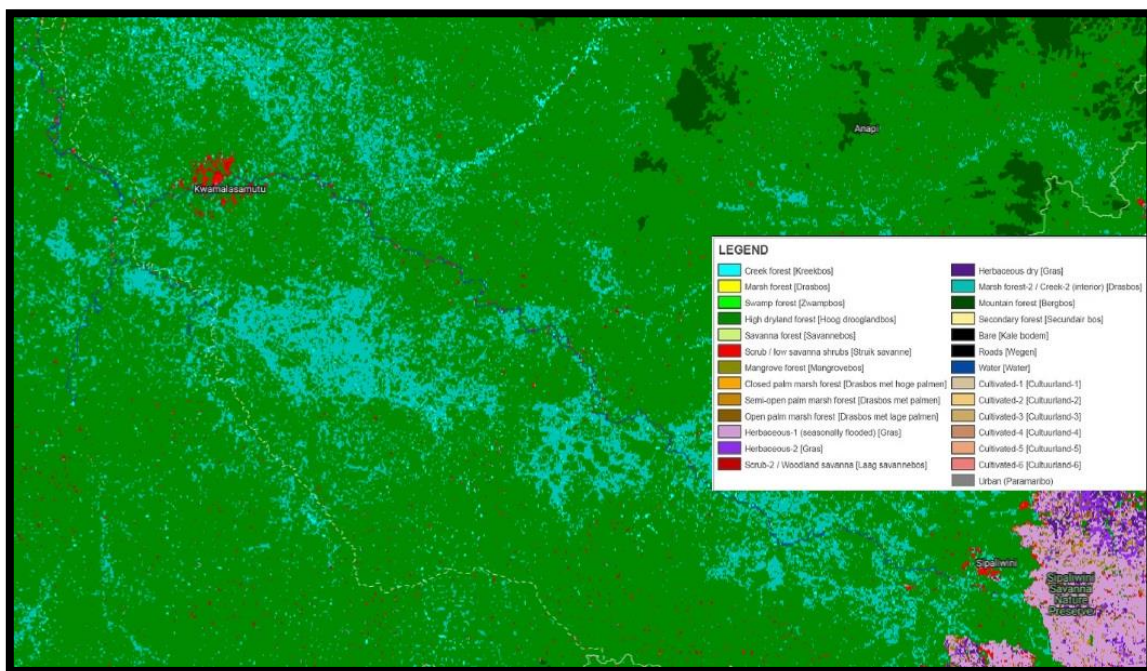 Anapi
Kwamalasamutu
LEGEND
Creek forest [Kreekbos]
Marsh forest [Drasbos]
Swamp forest [Zwampbos]
High dryland forest [Hoog drooglandbos]
Savanna forest [Savannebos]
Scrub / low savanna shrubs [Struik savanne]
Mangrove forest [Mangrovebos]
Closed palm marsh forest [Drasbos met hoge palmen]
Semi-open palm marsh forest [Drasbos met palmen]
Open palm marsh forest [Drasbos met lage palmen]
Herbaceous-1 (seasonally flooded) [Gras]
Herbaceous-2 [Gras]
Scrub-2 / Woodland savanna [Laag savannebos]
Herbaceous dry [Gras]
Marsh forest-2 / Creek-2 (interior) [Drasbos]
Mountain forest [Bergbos]
Secondary forest [Secundair bos]
Bare [Kale bodem]
Roads [Wegen]
Water [Water]
Cultivated-1 [Cultuurland-1]
Cultivated-2 [Cultuurland-2]
Cultivated-3 [Cultuurland-3]
Cultivated-4 [Cultuurland-4]
Cultivated-5 [Cultuurland-5]
Cultivated-6 [Cultuurland-6]
Urban (Paramaribo)
Sipaliwini
Sipaliwini
Savanna
Nature
Preserver